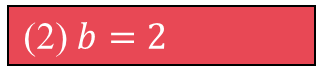 (2) b = 2